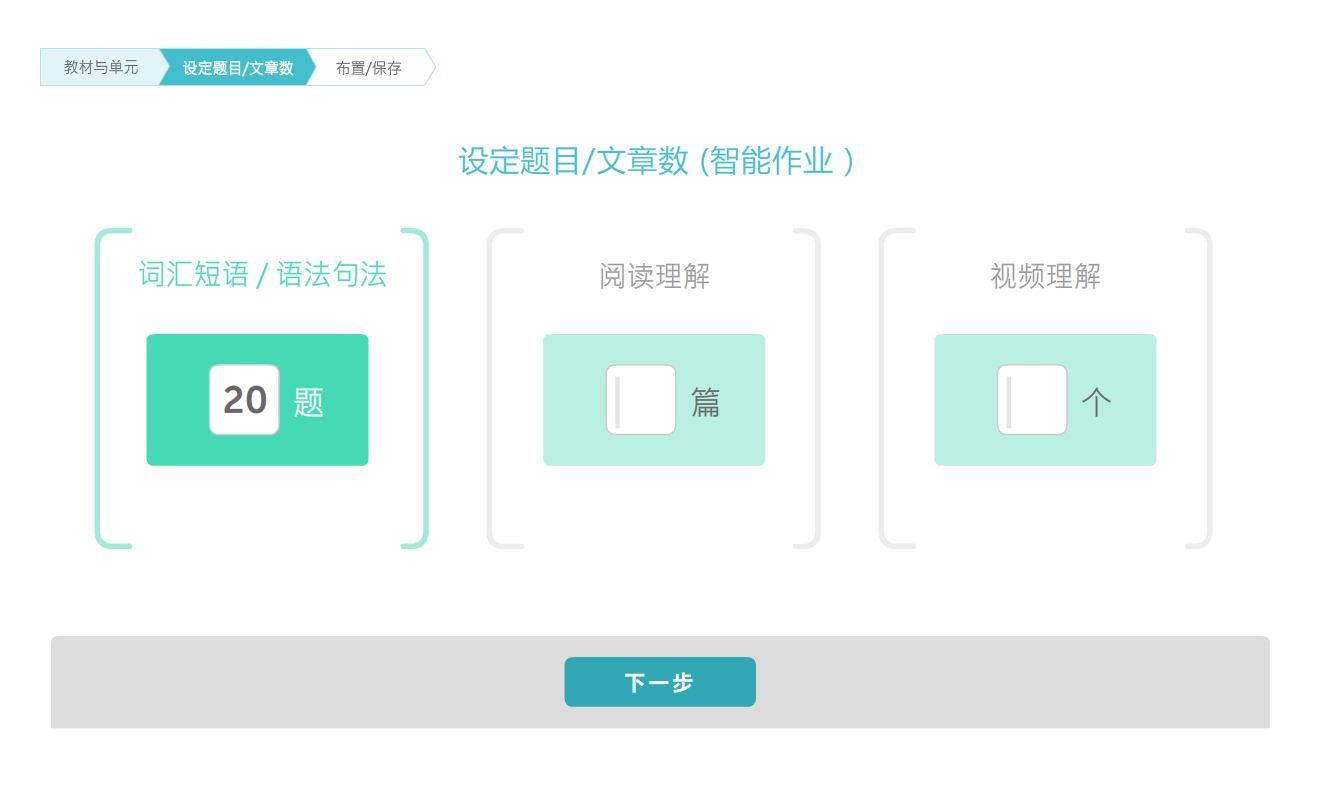 教材与单元
设定题目/文章数
布置/保存
设定题目/文章数 (智能作业 )
词汇短语 / 语法句法
阅读理解
视频理解
20 题
篇
个
下一步